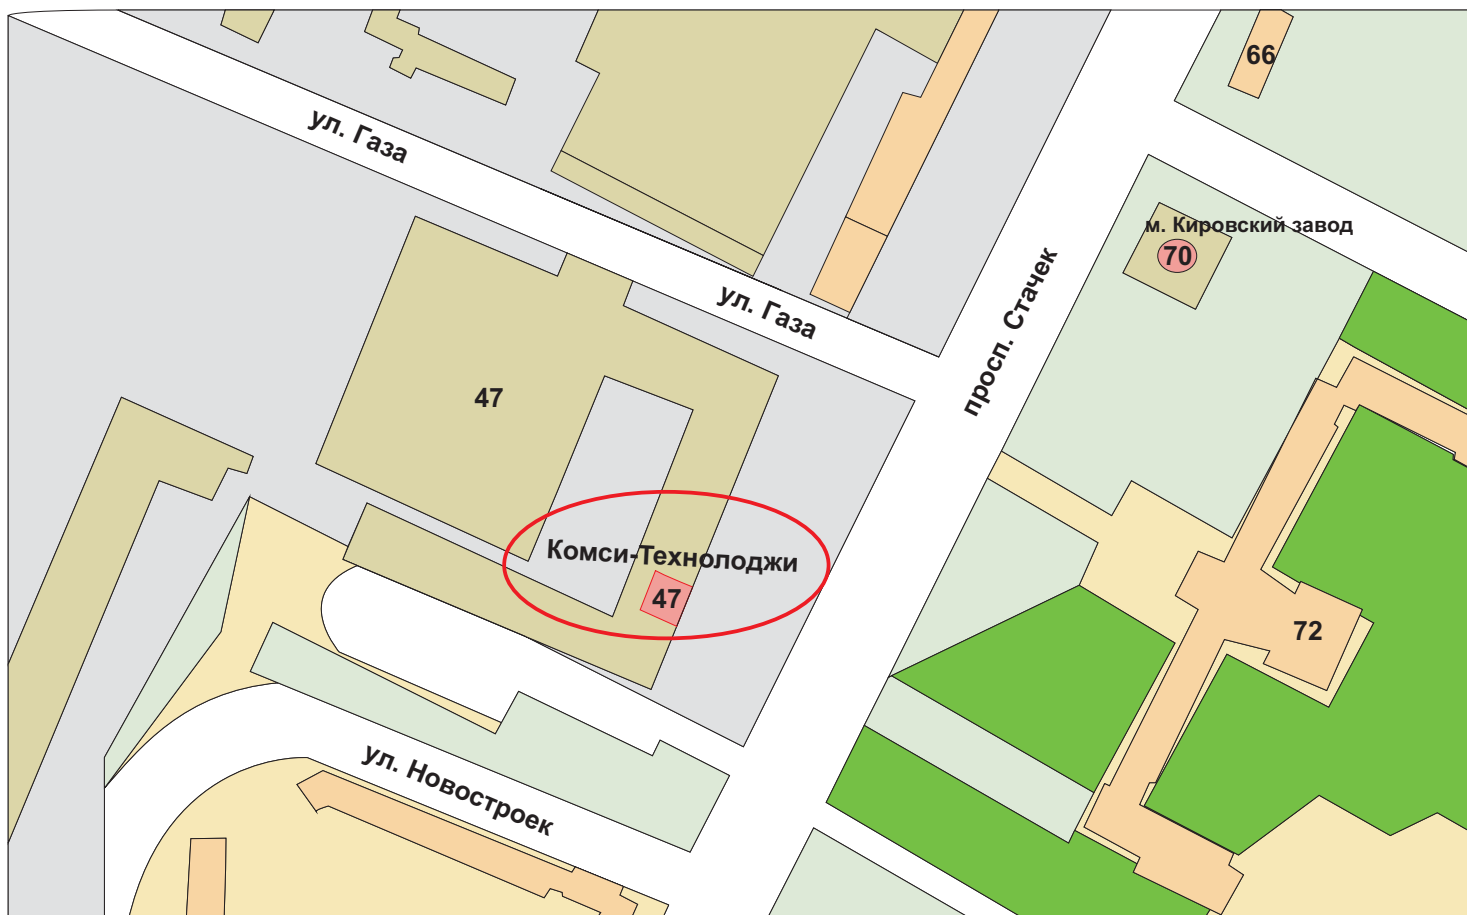 66
ул. Газа
м. Кировский завод
70
ул. Газа
просп. Стачек
47
Комси-Технолоджи
47
72
ул. Новостроек